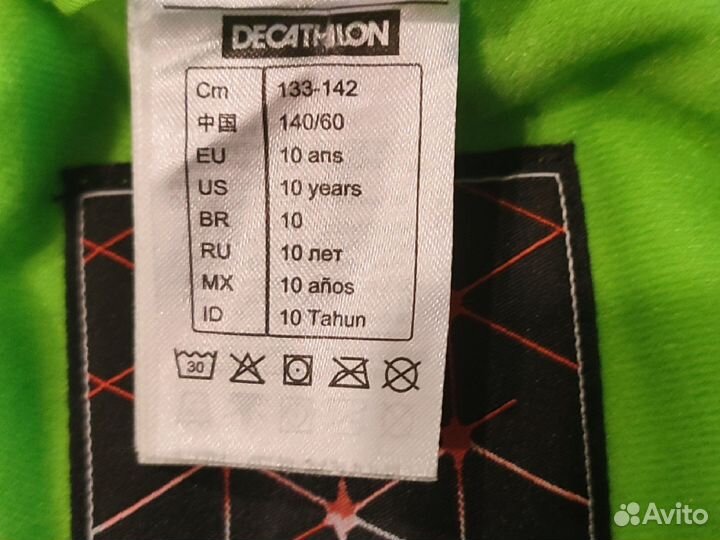 DECATHLON
Cm 133-142
中国 140/60
EU 10 ans
US 10 years
BR 10
RU 10 лет
MX 10 años
ID 10 Tahun
30
Avito